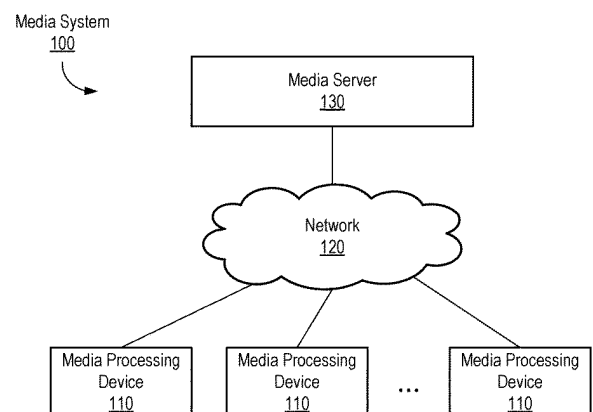 Media System
100
Media Server
130
Network
120
Media Processing
Device
110
Media Processing
Device
110
...
Media Processing
Device
110